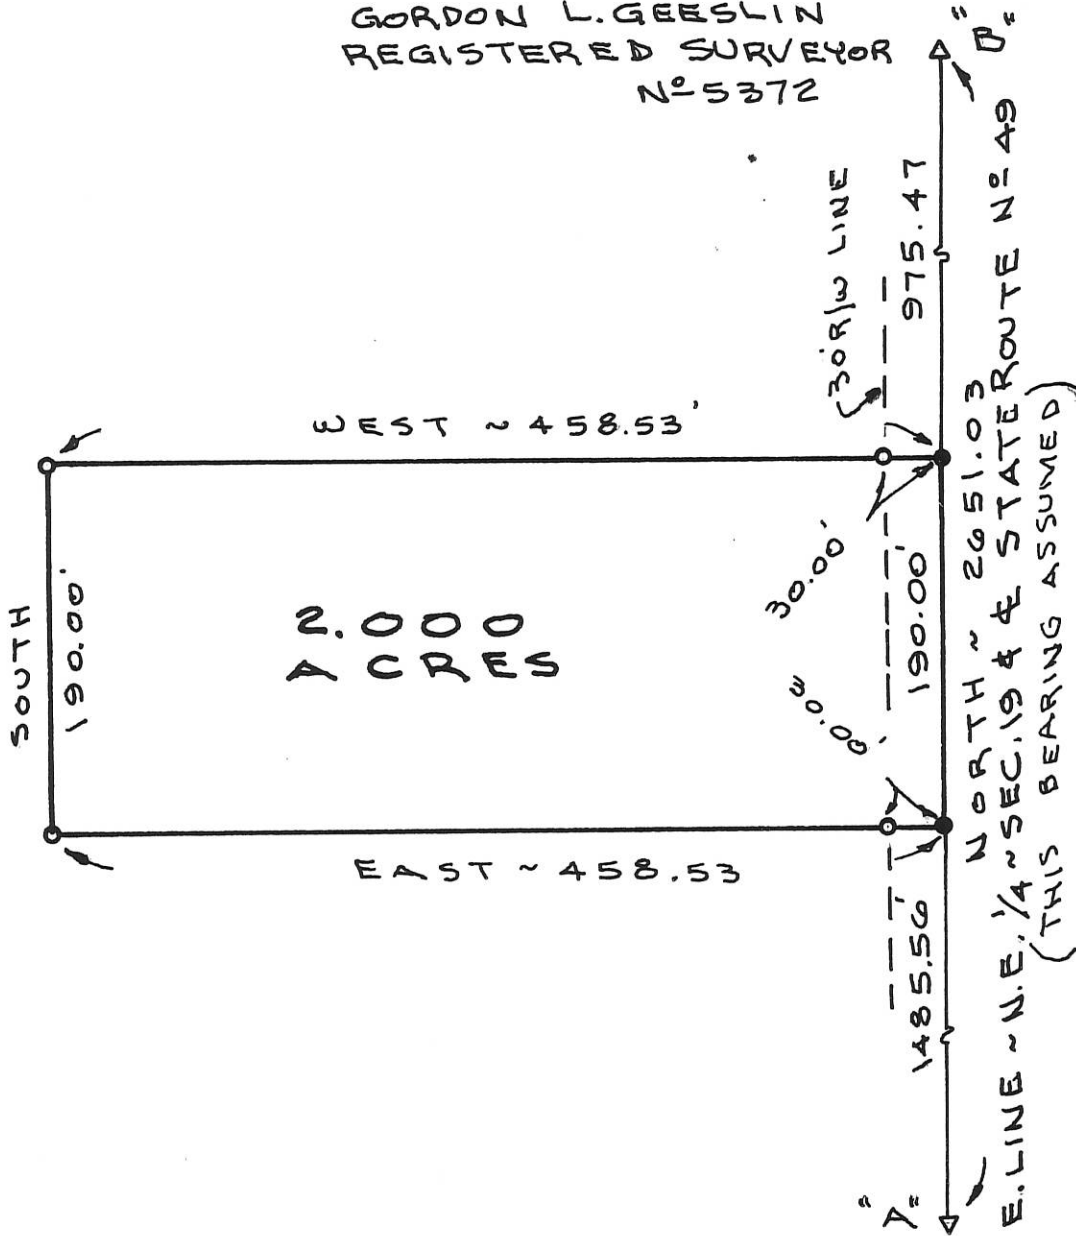 GORDON L. GEESLIN
REGISTERED SURVEYOR
Nº 5372
"B"
30' R/W LINE
975.47
WEST ~ 458.53'
SOUTH
190.00'
2.000
ACRES
30.00'
30.00'
190.00'
EAST ~ 458.53
1485.56'
"A"
NORTH ~ 2651.03
E. LINE ~ N.E. 1/4 ~ SEC. 19 & ℄ STATE ROUTE Nº 49
(THIS BEARING ASSUMED)